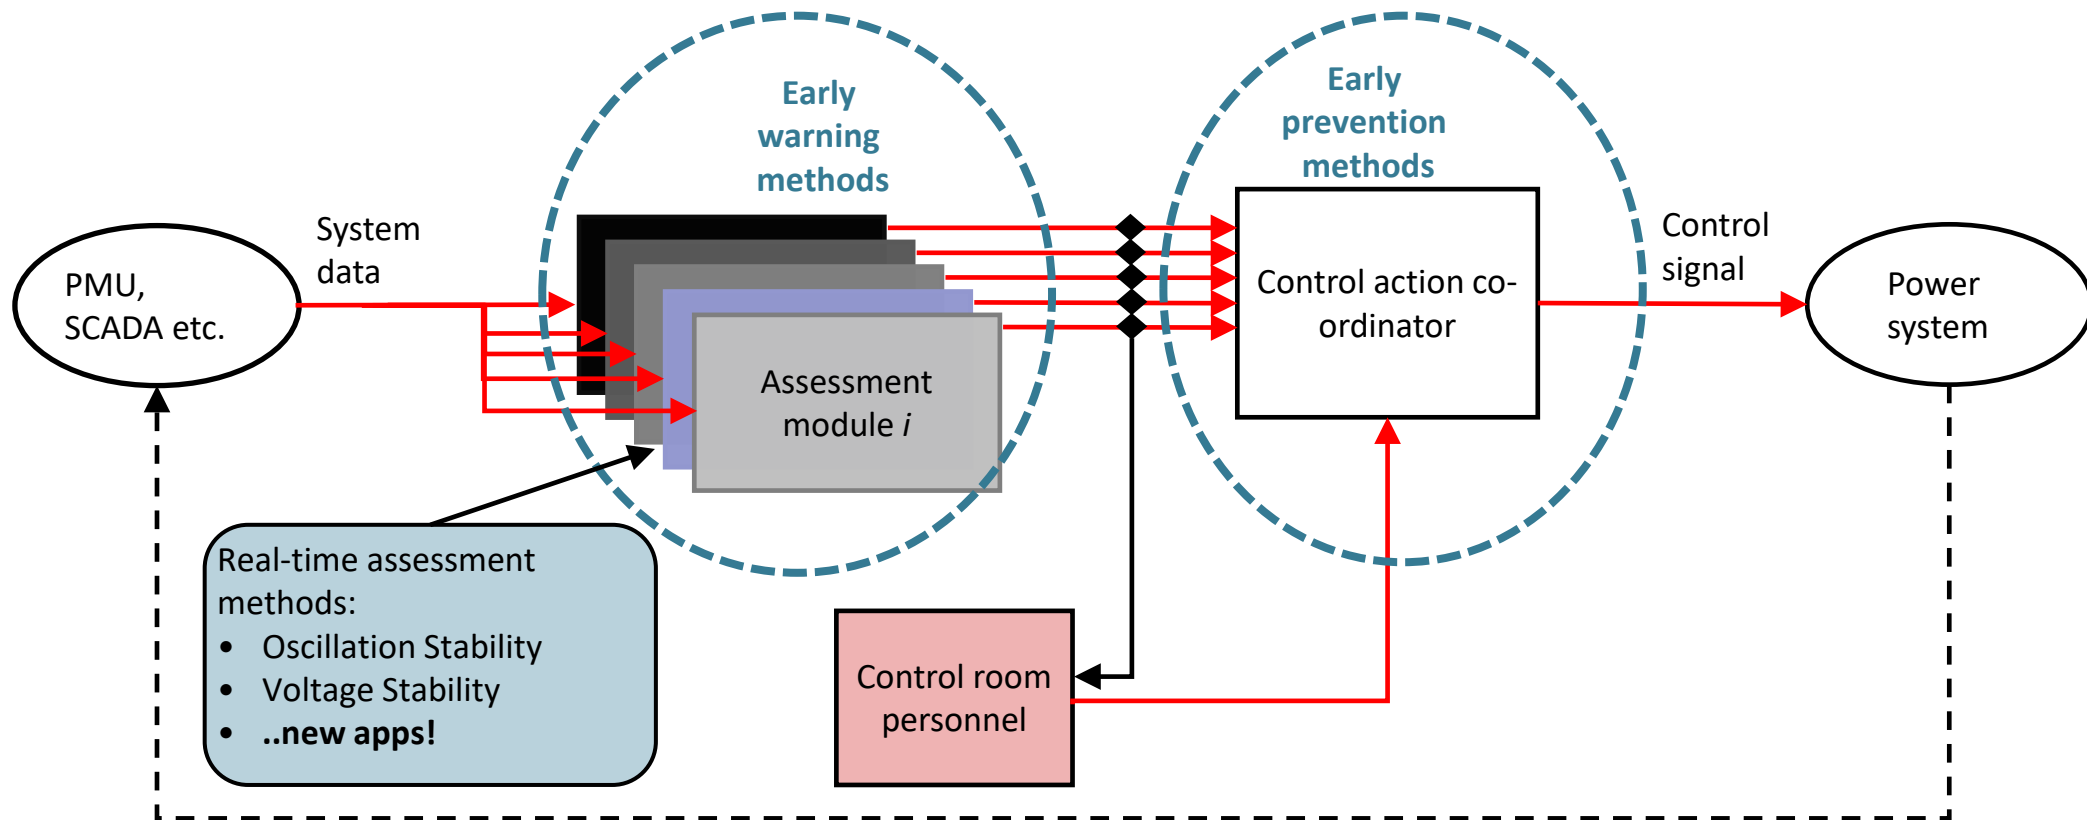 Early
warning
methods
Early
prevention
methods
System
data
Control
signal
PMU,
SCADA etc.
Control action co-
ordinator
Power
system
Assessment
module i
Real-time assessment
methods:
• Oscillation Stability
• Voltage Stability
• ..new apps!
Control room
personnel